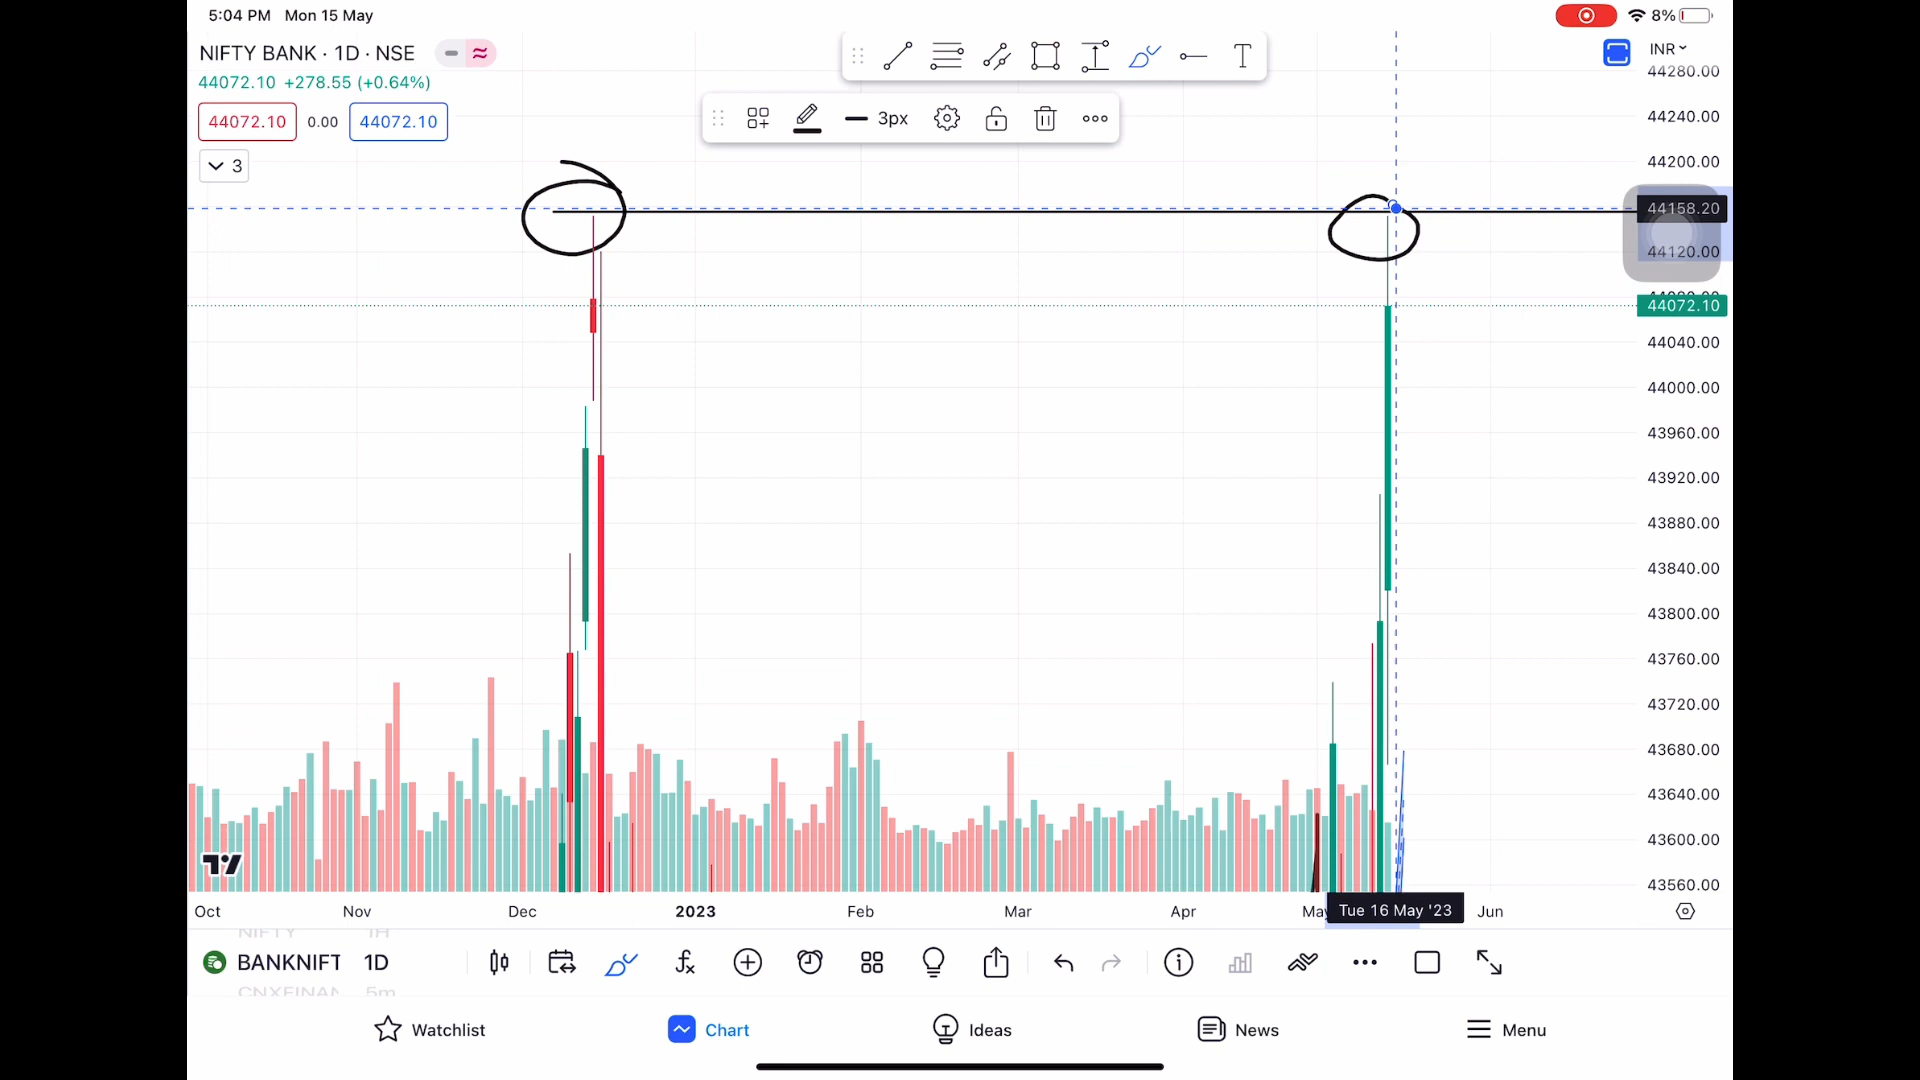 5:04 PM Mon 15 May
8%
NIFTY BANK · 1D · NSE
44072.10 +278.55 (+0.64%)
44072.10 0.00 44072.10
3
3px
T
INR
44280.00
44240.00
44200.00
44158.20
44120.00
44072.10
44040.00
44000.00
43960.00
43920.00
43880.00
43840.00
43800.00
43760.00
43720.00
43680.00
43640.00
43600.00
43560.00
Oct Nov Dec 2023 Feb Mar Apr May Tue 16 May '23 Jun
NIFTY 1H
BANKNIFT 1D
CNXFINAN 5m
Watchlist Chart Ideas News Menu